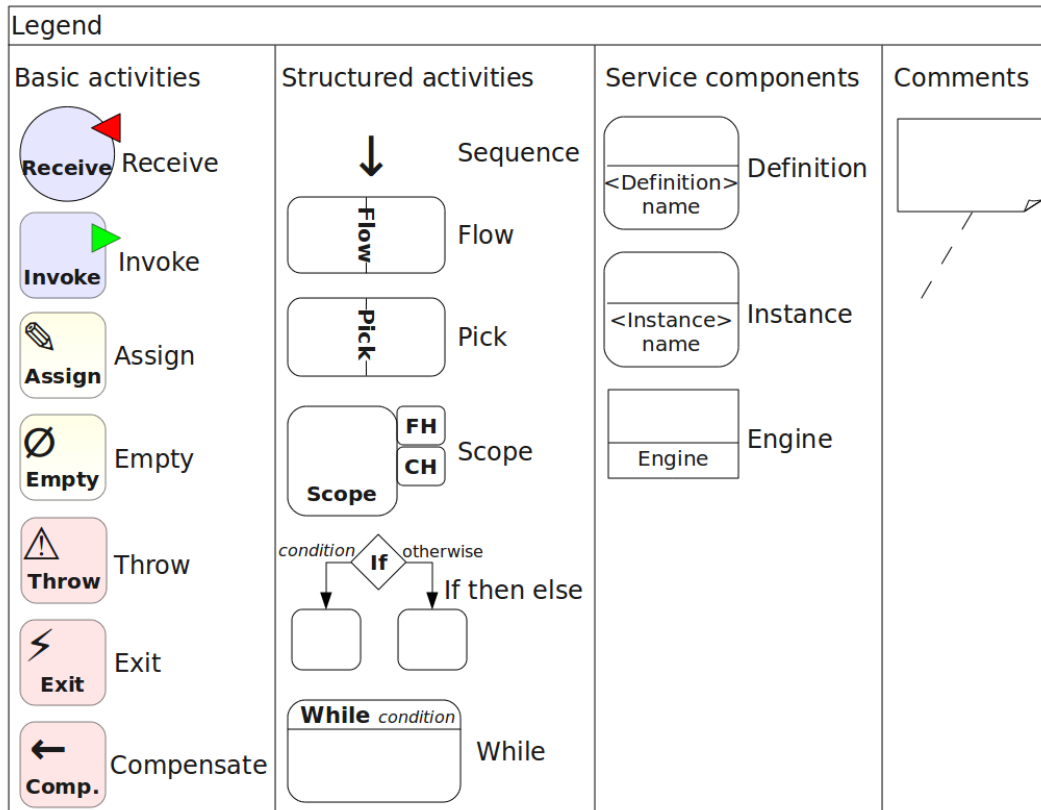 Legend
Basic activities
Receive
Receive
Invoke
Invoke
Assign
Assign
Empty
Empty
Throw
Throw
Exit
Exit
Comp.
Compensate
Structured activities
Sequence
Flow
Flow
Pick
Pick
FH
CH
Scope
Scope
condition
If
otherwise
If then else
While condition
While
Service components
<Definition>
name
Definition
<Instance>
name
Instance
Engine
Engine
Comments